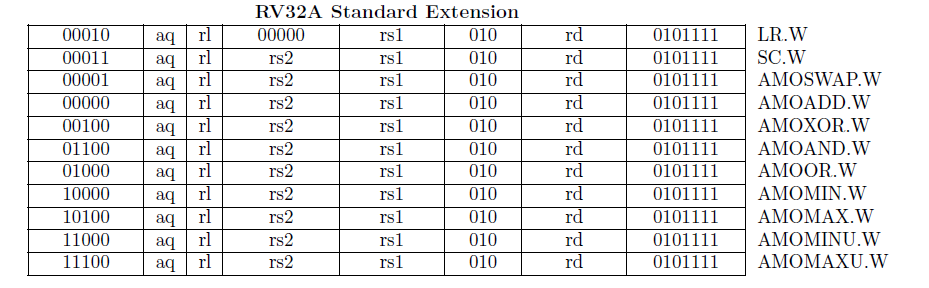 RV32A Standard Extension
00010 aq rl 00000 rs1 010 rd 0101111 LR.W
00011 aq rl rs2 rs1 010 rd 0101111 SC.W
00001 aq rl rs2 rs1 010 rd 0101111 AMOSWAP.W
00000 aq rl rs2 rs1 010 rd 0101111 AMOADD.W
00100 aq rl rs2 rs1 010 rd 0101111 AMOXOR.W
01100 aq rl rs2 rs1 010 rd 0101111 AMOAND.W
01000 aq rl rs2 rs1 010 rd 0101111 AMOOR.W
10000 aq rl rs2 rs1 010 rd 0101111 AMOMIN.W
10100 aq rl rs2 rs1 010 rd 0101111 AMOMAX.W
11000 aq rl rs2 rs1 010 rd 0101111 AMOMINU.W
11100 aq rl rs2 rs1 010 rd 0101111 AMOMAXU.W